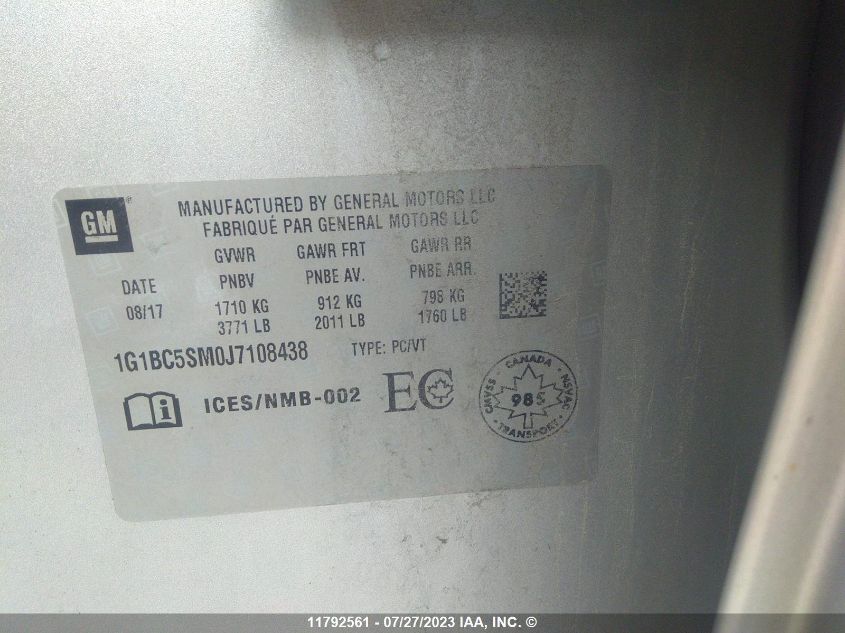 GM ®
MANUFACTURED BY GENERAL MOTORS LLC
FABRIQUÉ PAR GENERAL MOTORS LLC
GVWR GAWR FRT GAWR RR
DATE PNBV PNBE AV. PNBE ARR.
08/17 1710 KG 912 KG 798 KG
3771 LB 2011 LB 1760 LB
1G1BC5SM0J7108438 TYPE: PC/VT
i ICES/NMB-002 EC
CANADA
CMVSS NSVAC
TRANSPORT
11792561 - 07/27/2023 IAA, INC. ©